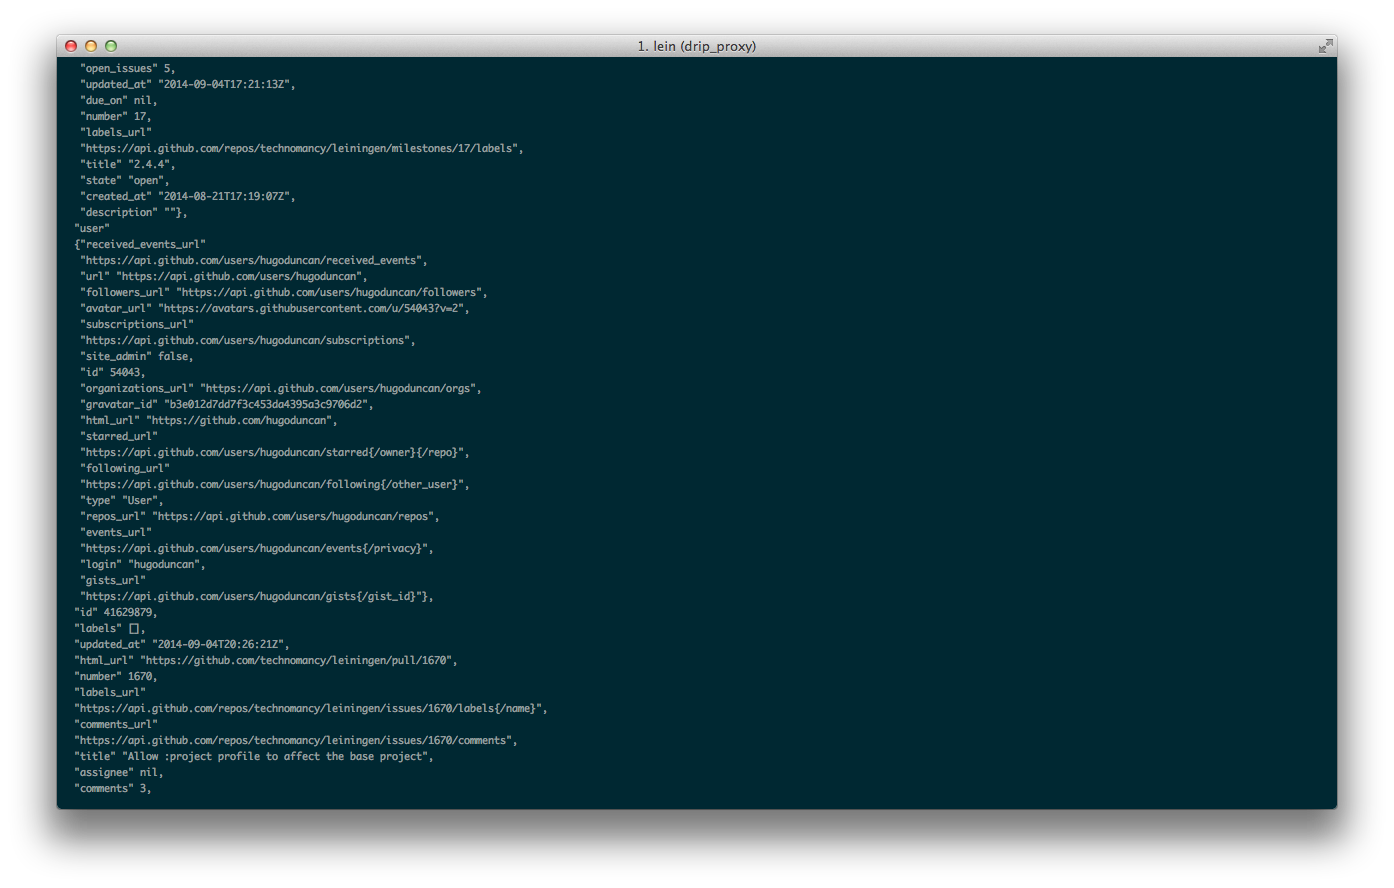 1. lein (drip_proxy)
"open_issues" 5,
"updated_at" "2014-09-04T17:21:13Z",
"due_on" nil,
"number" 17,
"labels_url"
"https://api.github.com/repos/technomancy/leiningen/milestones/17/labels",
"title" "2.4.4",
"state" "open",
"created_at" "2014-08-21T17:19:07Z",
"description" ""},
"user"
{"received_events_url"
"https://api.github.com/users/hugoduncan/received_events",
"url" "https://api.github.com/users/hugoduncan",
"followers_url" "https://api.github.com/users/hugoduncan/followers",
"avatar_url" "https://avatars.githubusercontent.com/u/54043?v=2",
"subscriptions_url"
"https://api.github.com/users/hugoduncan/subscriptions",
"site_admin" false,
"id" 54043,
"organizations_url" "https://api.github.com/users/hugoduncan/orgs",
"gravatar_id" "b3e012d7dd7f3c453da4395a3c9706d2",
"html_url" "https://github.com/hugoduncan",
"starred_url"
"https://api.github.com/users/hugoduncan/starred{/owner}{/repo}",
"following_url"
"https://api.github.com/users/hugoduncan/following{/other_user}",
"type" "User",
"repos_url" "https://api.github.com/users/hugoduncan/repos",
"events_url"
"https://api.github.com/users/hugoduncan/events{/privacy}",
"login" "hugoduncan",
"gists_url"
"https://api.github.com/users/hugoduncan/gists{/gist_id}"},
"id" 41629879,
"labels" [],
"updated_at" "2014-09-04T20:26:21Z",
"html_url" "https://github.com/technomancy/leiningen/pull/1670",
"number" 1670,
"labels_url"
"https://api.github.com/repos/technomancy/leiningen/issues/1670/labels{/name}",
"comments_url"
"https://api.github.com/repos/technomancy/leiningen/issues/1670/comments",
"title" "Allow :project profile to affect the base project",
"assignee" nil,
"comments" 3,